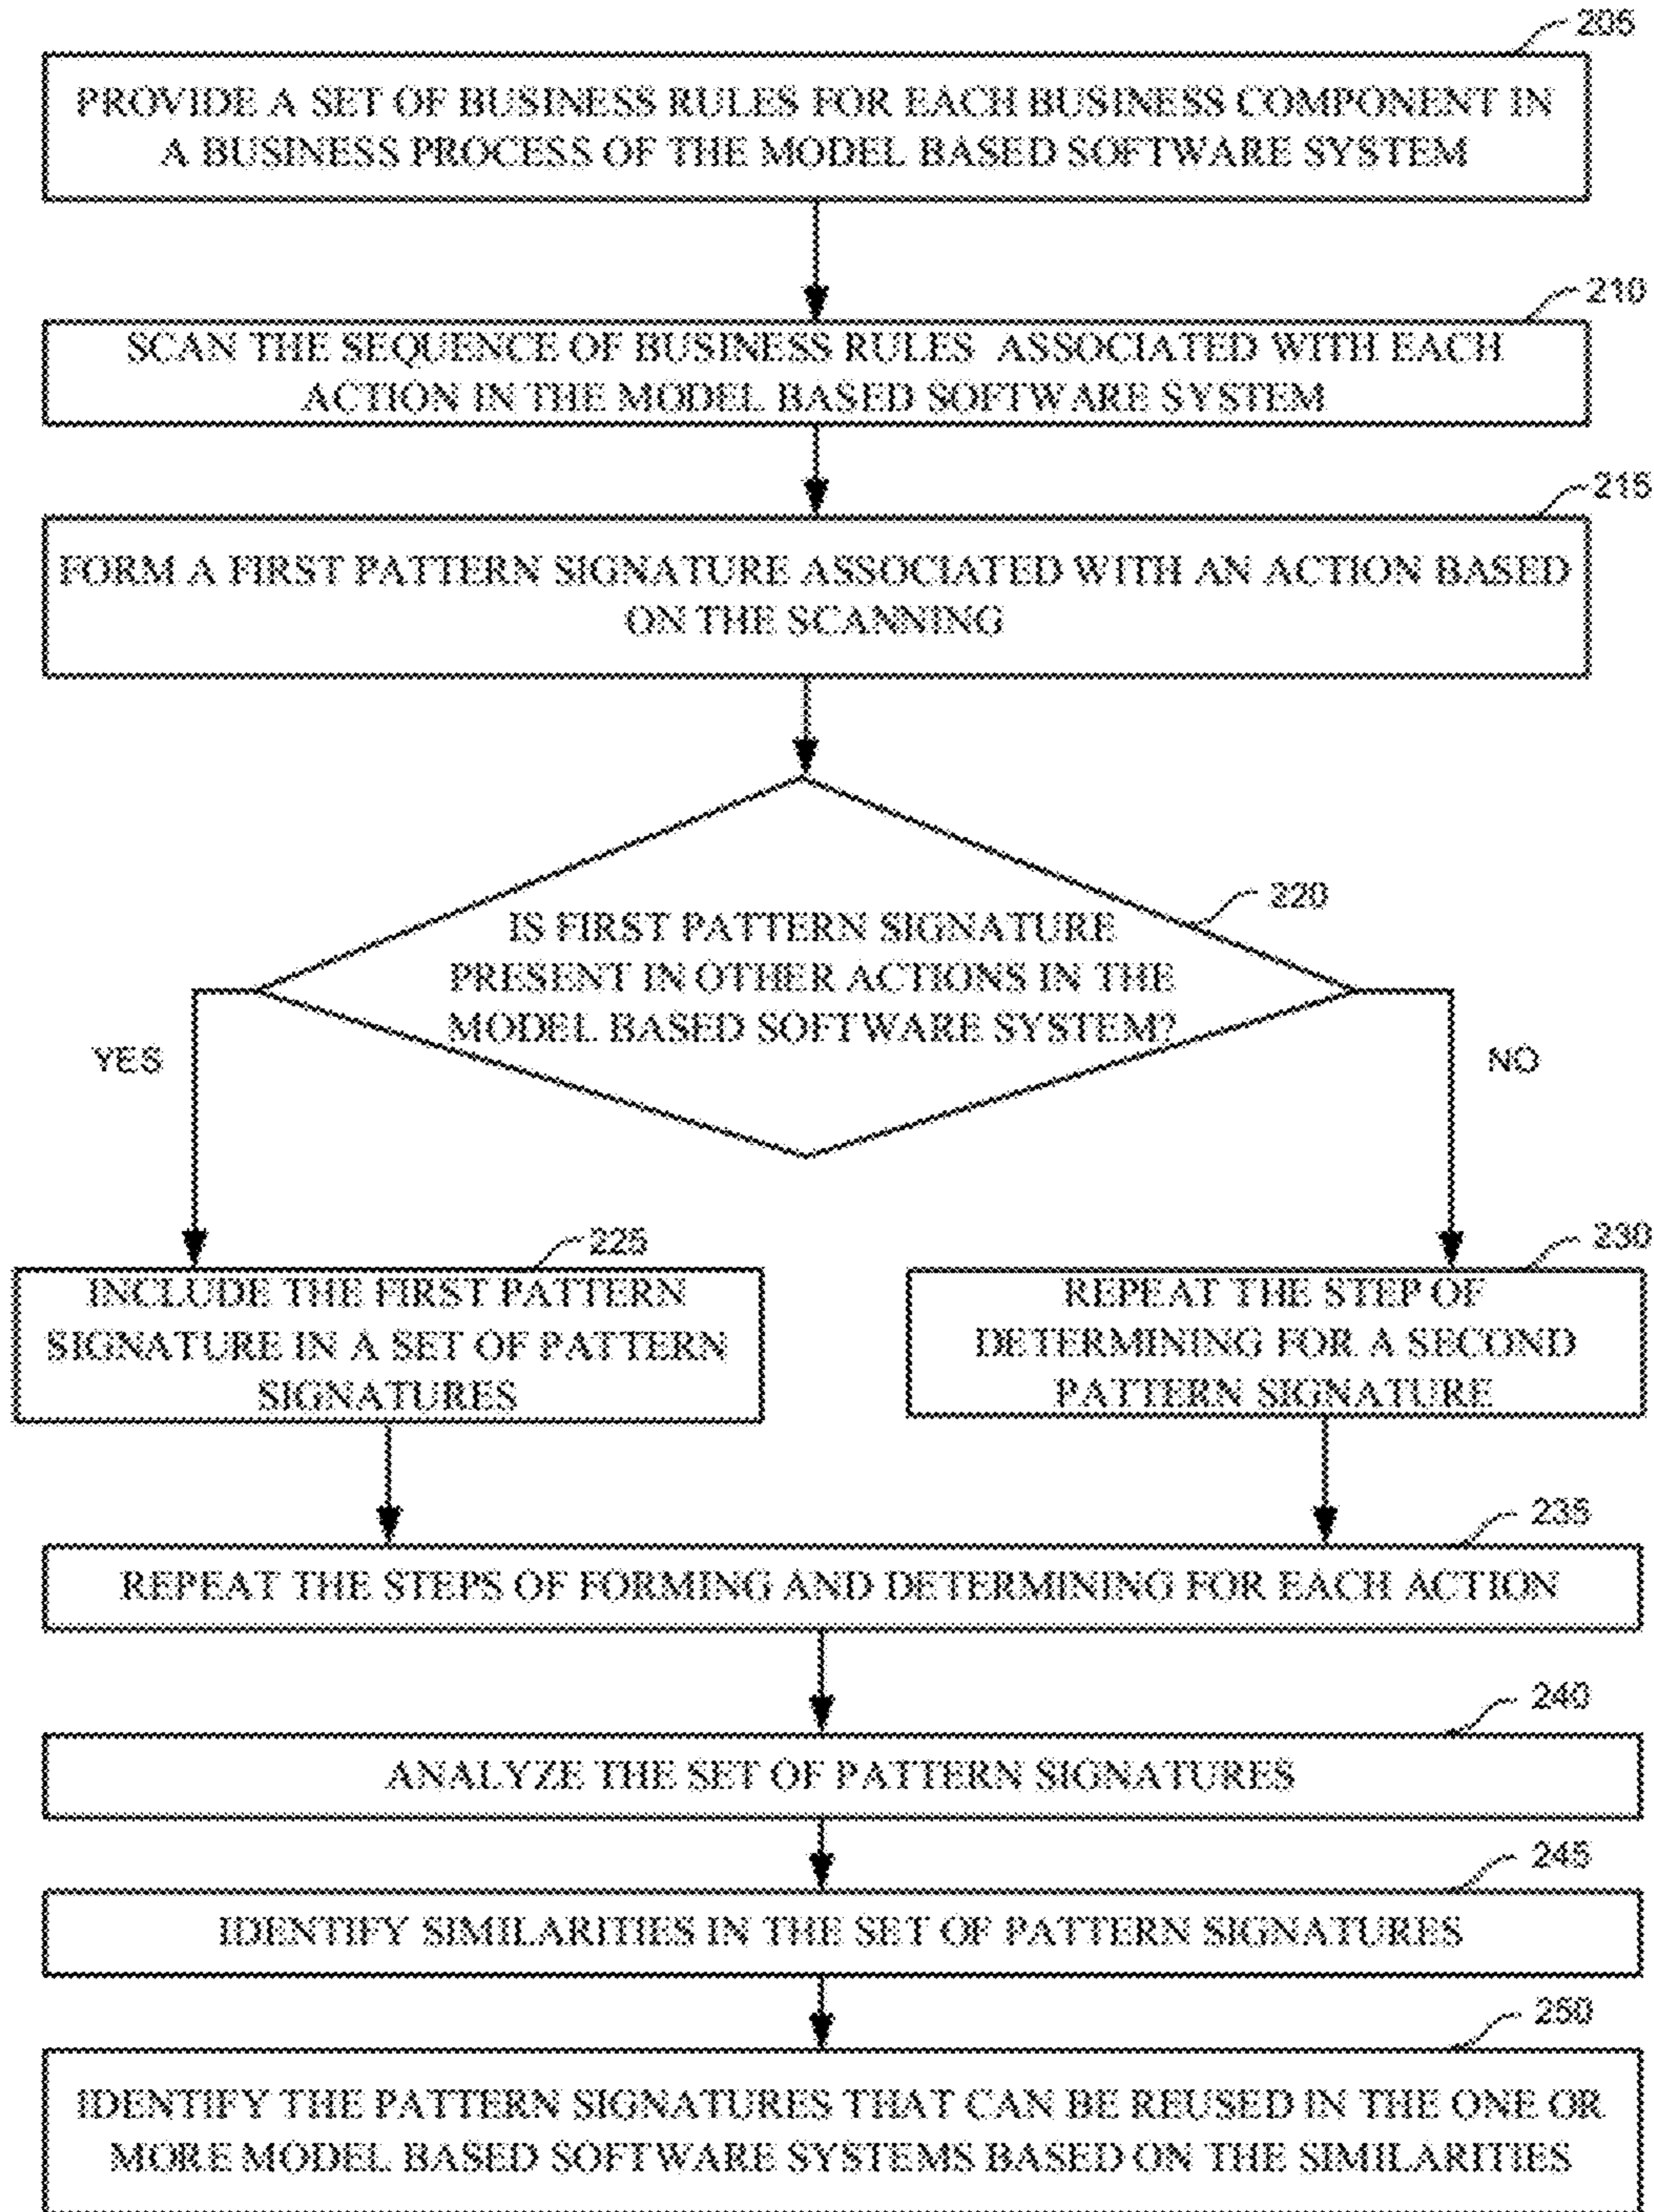 205
PROVIDE A SET OF BUSINESS RULES FOR EACH BUSINESS COMPONENT IN
A BUSINESS PROCESS OF THE MODEL BASED SOFTWARE SYSTEM
210
SCAN THE SEQUENCE OF BUSINESS RULES ASSOCIATED WITH EACH
ACTION IN THE MODEL BASED SOFTWARE SYSTEM
215
FORM A FIRST PATTERN SIGNATURE ASSOCIATED WITH AN ACTION BASED
ON THE SCANNING
220
IS FIRST PATTERN SIGNATURE
PRESENT IN OTHER ACTIONS IN THE
MODEL BASED SOFTWARE SYSTEM?
YES
NO
225
INCLUDE THE FIRST PATTERN
SIGNATURE IN A SET OF PATTERN
SIGNATURES
230
REPEAT THE STEP OF
DETERMINING FOR A SECOND
PATTERN SIGNATURE
235
REPEAT THE STEPS OF FORMING AND DETERMINING FOR EACH ACTION
240
ANALYZE THE SET OF PATTERN SIGNATURES
245
IDENTIFY SIMILARITIES IN THE SET OF PATTERN SIGNATURES
250
IDENTIFY THE PATTERN SIGNATURES THAT CAN BE REUSED IN THE ONE OR
MORE MODEL BASED SOFTWARE SYSTEMS BASED ON THE SIMILARITIES